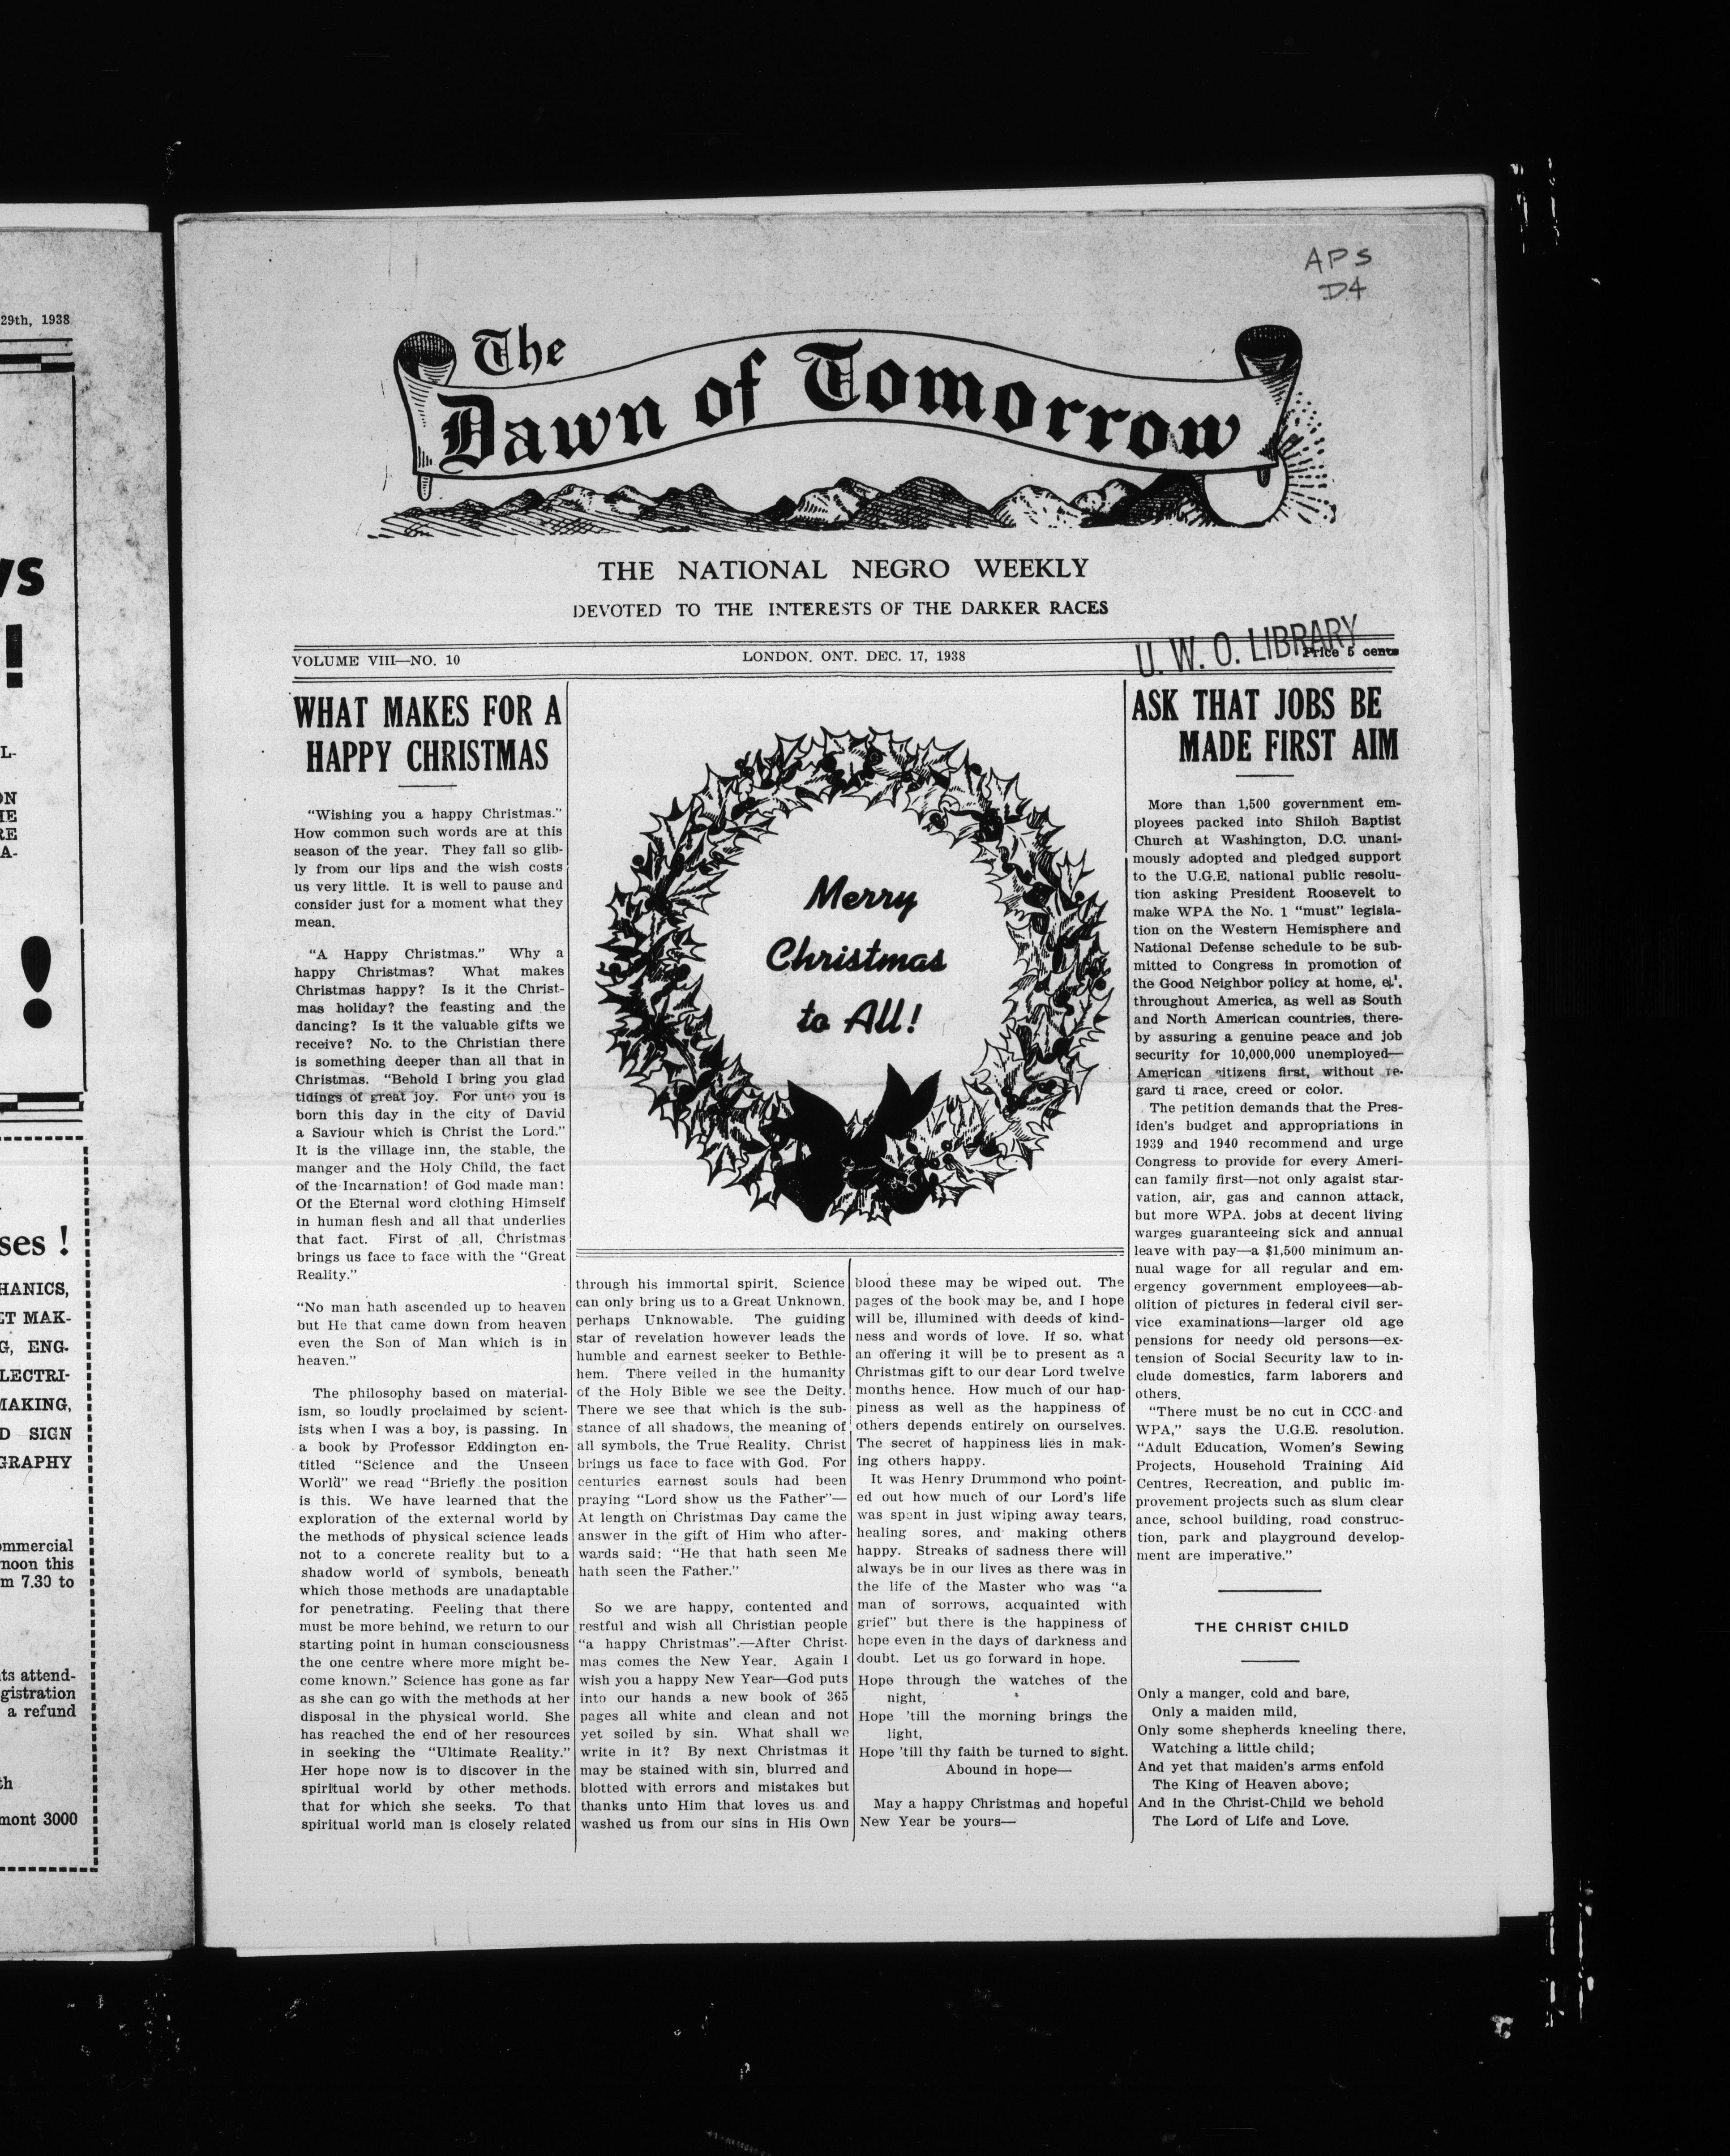 29th, 1938
L-
ON
A-
ses !
HANICS,
ET MAK-
G, ENG-
LECTRI-
MAKING,
D SIGN
GRAPHY
ommercial
noon this
m 7.30 to
ts attend-
gistration
a refund
th
mont 3000
APS
D4
The
Dawn of Tomorrow
THE NATIONAL NEGRO WEEKLY
DEVOTED TO THE INTERESTS OF THE DARKER RACES
VOLUME VIII—NO. 10
LONDON. ONT. DEC. 17, 1938
U. W. O. LIBRARY
Price 5 cents
WHAT MAKES FOR A
HAPPY CHRISTMAS
"Wishing you a happy Christmas."
How common such words are at this
season of the year. They fall so glib-
ly from our lips and the wish costs
us very little. It is well to pause and
consider just for a moment what they
mean.
"A Happy Christmas." Why a
happy Christmas? What makes
Christmas happy? Is it the Christ-
mas holiday? the feasting and the
dancing? Is it the valuable gifts we
receive? No. to the Christian there
is something deeper than all that in
Christmas. "Behold I bring you glad
tidings of great joy. For unto you is
born this day in the city of David
a Saviour which is Christ the Lord."
It is the village inn, the stable, the
manger and the Holy Child, the fact
of the Incarnation! of God made man!
Of the Eternal word clothing Himself
in human flesh and all that underlies
that fact. First of all, Christmas
brings us face to face with the "Great
Reality."
"No man hath ascended up to heaven
but He that came down from heaven
even the Son of Man which is in
heaven."
The philosophy based on material-
ism, so loudly proclaimed by scient-
ists when I was a boy, is passing. In
a book by Professor Eddington en-
titled "Science and the Unseen
World" we read "Briefly the position
is this. We have learned that the
exploration of the external world by
the methods of physical science leads
not to a concrete reality but to a
shadow world of symbols, beneath
which those methods are unadaptable
for penetrating. Feeling that there
must be more behind, we return to our
starting point in human consciousness
the one centre where more might be-
come known." Science has gone as far
as she can go with the methods at her
disposal in the physical world. She
has reached the end of her resources
in seeking the "Ultimate Reality."
Her hope now is to discover in the
spiritual world by other methods.
that for which she seeks. To that
spiritual world man is closely related
Merry
Christmas
to All!
through his immortal spirit. Science
can only bring us to a Great Unknown.
perhaps Unknowable. The guiding
star of revelation however leads the
humble and earnest seeker to Bethle-
hem. There veiled in the humanity
of the Holy Bible we see the Deity.
There we see that which is the sub-
stance of all shadows, the meaning of
all symbols, the True Reality. Christ
brings us face to face with God. For
centuries earnest souls had been
praying "Lord show us the Father"—
At length on Christmas Day came the
answer in the gift of Him who after-
wards said: "He that hath seen Me
hath seen the Father."
So we are happy, contented and
restful and wish all Christian people
"a happy Christmas".—After Christ-
mas comes the New Year. Again I
wish you a happy New Year—God puts
into our hands a new book of 365
pages all white and clean and not
yet soiled by sin. What shall we
write in it? By next Christmas it
may be stained with sin, blurred and
blotted with errors and mistakes but
thanks unto Him that loves us and
washed us from our sins in His Own
blood these may be wiped out. The
pages of the book may be, and I hope
will be, illumined with deeds of kind-
ness and words of love. If so, what
an offering it will be to present as a
Christmas gift to our dear Lord twelve
months hence. How much of our hap-
piness as well as the happiness of
others depends entirely on ourselves.
The secret of happiness lies in mak-
ing others happy.
It was Henry Drummond who point-
ed out how much of our Lord's life
was spent in just wiping away tears,
healing sores, and making others
happy. Streaks of sadness there will
always be in our lives as there was in
the life of the Master who was "a
man of sorrows, acquainted with
grief" but there is the happiness of
hope even in the days of darkness and
doubt. Let us go forward in hope.
Hope through the watches of the
night,
Hope 'till the morning brings the
light,
Hope 'till thy faith be turned to sight.
Abound in hope—
May a happy Christmas and hopeful
New Year be yours—
ASK THAT JOBS BE
MADE FIRST AIM
More than 1,500 government em-
ployees packed into Shiloh Baptist
Church at Washington, D.C. unani-
mously adopted and pledged support
to the U.G.E. national public resolu-
tion asking President Roosevelt to
make WPA the No. 1 "must" legisla-
tion on the Western Hemisphere and
National Defense schedule to be sub-
mitted to Congress in promotion of
the Good Neighbor policy at home,
throughout America, as well as South
and North American countries, there-
by assuring a genuine peace and job
security for 10,000,000 unemployed—
American citizens first, without re-
gard ti race, creed or color.
The petition demands that the Pres-
iden's budget and appropriations in
1939 and 1940 recommend and urge
Congress to provide for every Ameri-
can family first—not only agaist star-
vation, air, gas and cannon attack,
but more WPA. jobs at decent living
warges guaranteeing sick and annual
leave with pay—a $1,500 minimum an-
nual wage for all regular and em-
ergency government employees—ab-
olition of pictures in federal civil ser-
vice examinations—larger old age
pensions for needy old persons—ex-
tension of Social Security law to in-
clude domestics, farm laborers and
others.
"There must be no cut in CCC and
WPA," says the U.G.E. resolution.
"Adult Education, Women's Sewing
Projects, Household Training Aid
Centres, Recreation, and public im-
provement projects such as slum clear
ance, school building, road construc-
tion, park and playground develop-
ment are imperative."
THE CHRIST CHILD
Only a manger, cold and bare,
Only a maiden mild,
Only some shepherds kneeling there,
Watching a little child;
And yet that maiden's arms enfold
The King of Heaven above;
And in the Christ-Child we behold
The Lord of Life and Love.